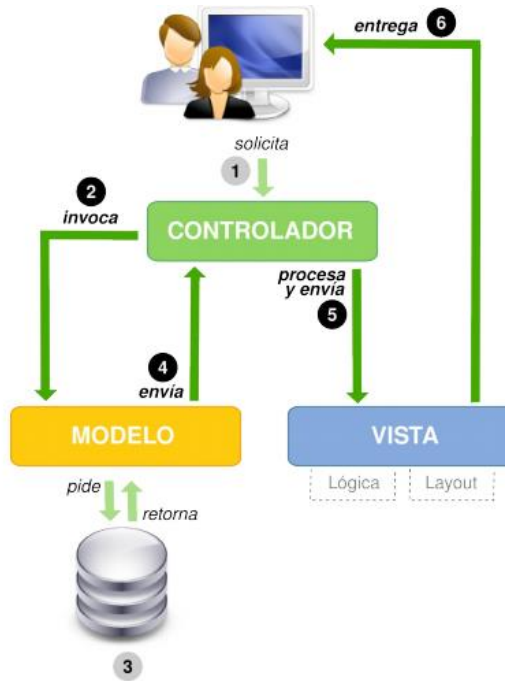 entrega 6
solicita
1
2
invoca
CONTROLADOR
procesa
y envía
5
4
envía
MODELO
VISTA
Lógica
Layout
pide
retorna
3